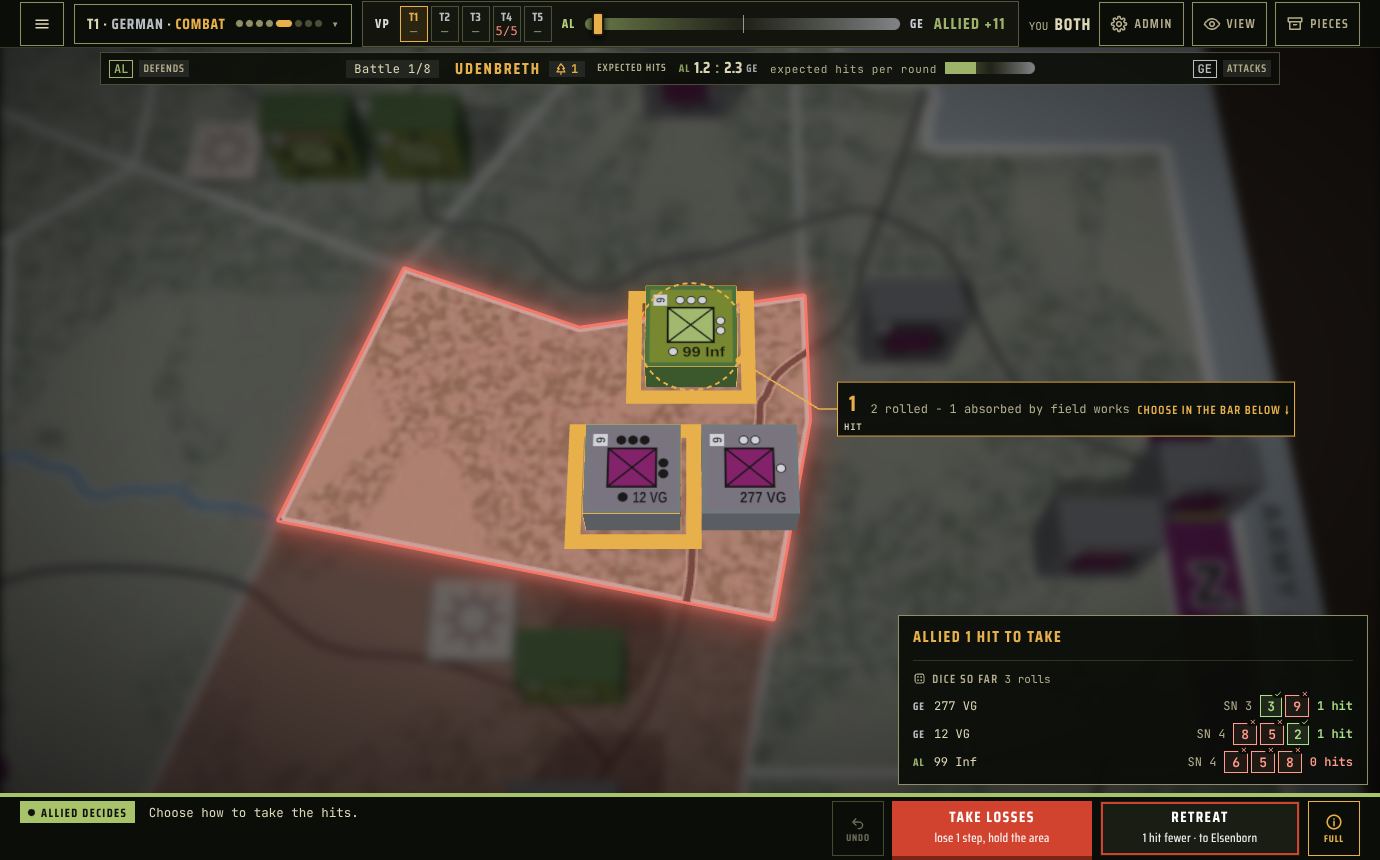 T1 · GERMAN · COMBAT
VP
T1 —
T2 —
T3 —
T4 5/5
T5 —
AL
GE
ALLIED +11
YOU BOTH
ADMIN
VIEW
PIECES
AL DEFENDS
Battle 1/8
UDENBRETH
1
EXPECTED HITS
AL 1.2 : 2.3 GE
expected hits per round
GE ATTACKS
6
99 Inf
1 HIT
2 rolled - 1 absorbed by field works
CHOOSE IN THE BAR BELOW ↓
6
12 VG
6
277 VG
ARMY
ALLIED 1 HIT TO TAKE
DICE SO FAR 3 rolls
GE 277 VG SN 3 3 9 1 hit
GE 12 VG SN 4 8 5 2 1 hit
AL 99 Inf SN 4 6 5 8 0 hits
ALLIED DECIDES
Choose how to take the hits.
UNDO
TAKE LOSSES
lose 1 step, hold the area
RETREAT
1 hit fewer · to Elsenborn
FULL